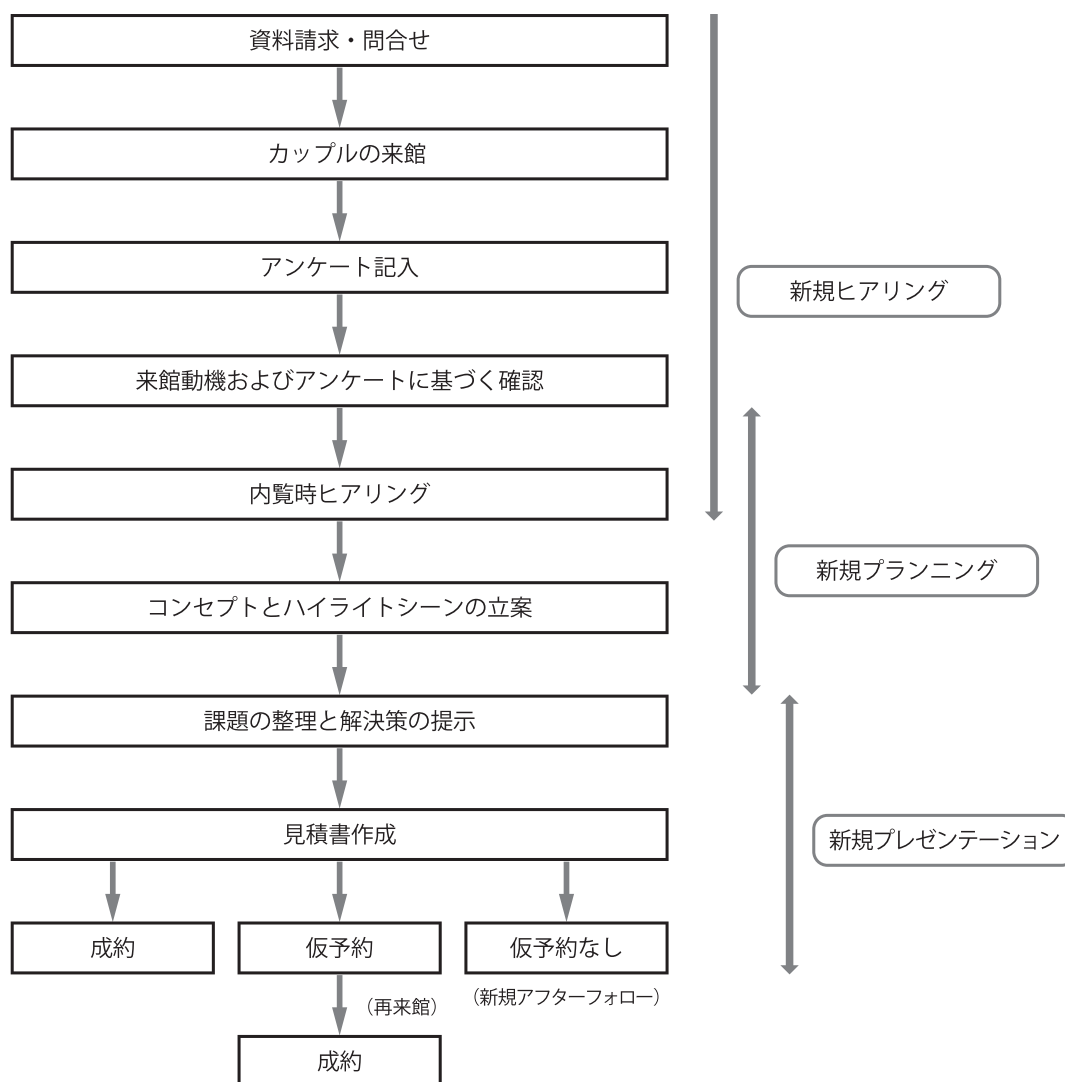 資料請求・問合せ
カップルの来館
アンケート記入
新規ヒアリング
来館動機およびアンケートに基づく確認
内覧時ヒアリング
新規プランニング
コンセプトとハイライトシーンの立案
課題の整理と解決策の提示
見積書作成
新規プレゼンテーション
成約
仮予約
仮予約なし
（再来館）
（新規アフターフォロー）
成約